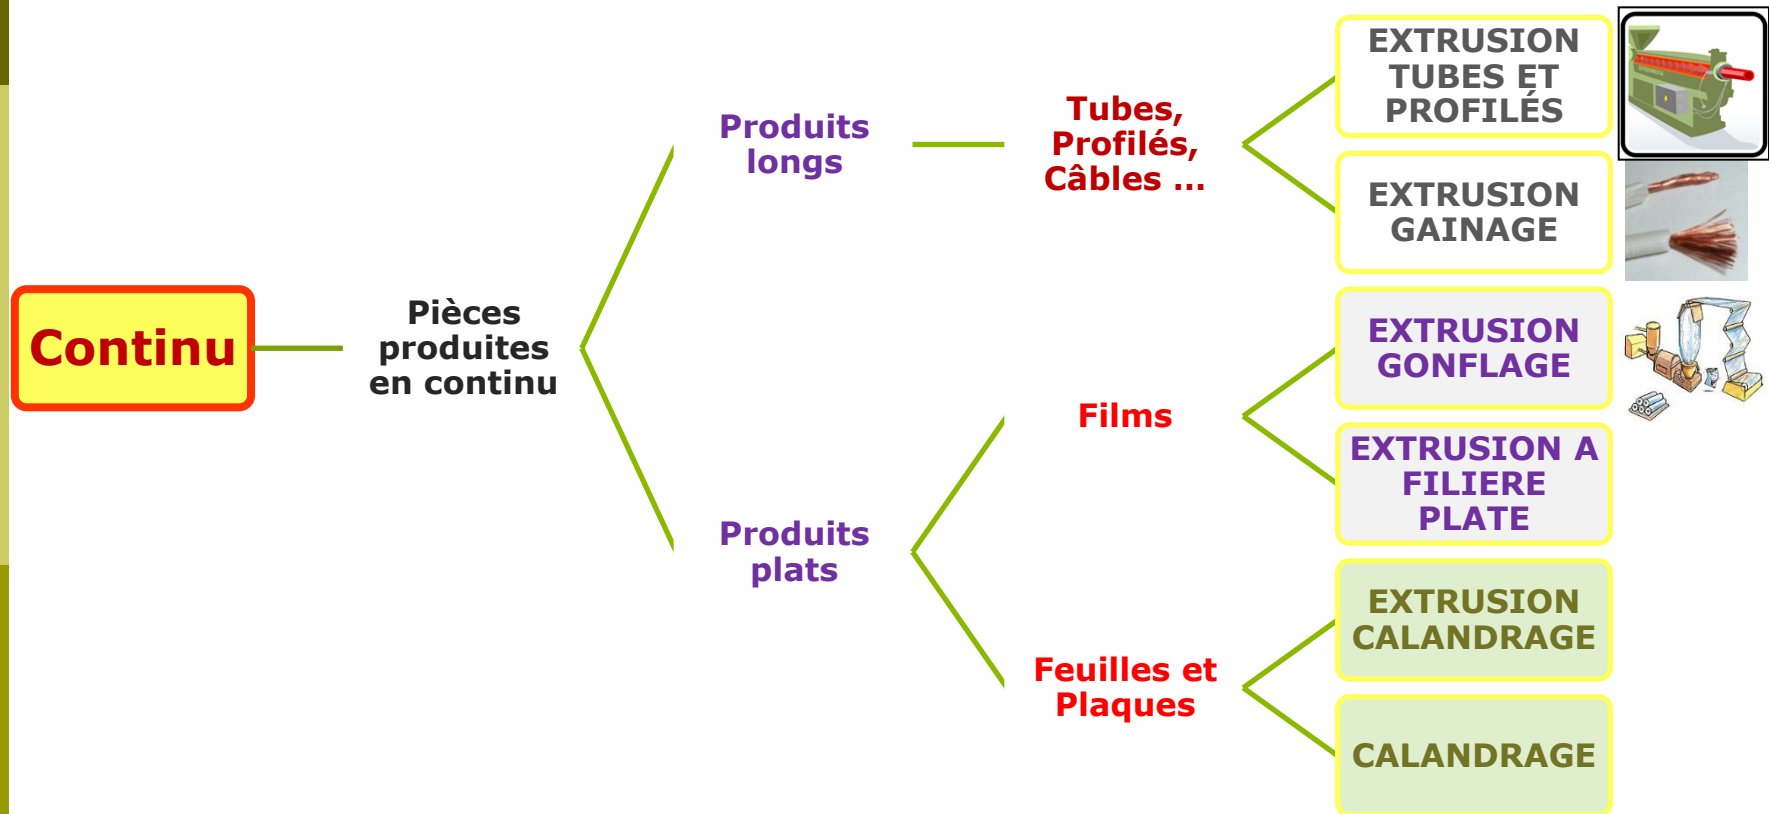 Continu
Pièces
produites
en continu
Produits
longs
Produits
plats
Tubes,
Profilés,
Câbles ...
Films
Feuilles et
Plaques
EXTRUSION
TUBES ET
PROFILÉS
EXTRUSION
GAINAGE
EXTRUSION
GONFLAGE
EXTRUSION A
FILIERE
PLATE
EXTRUSION
CALANDRAGE
CALANDRAGE